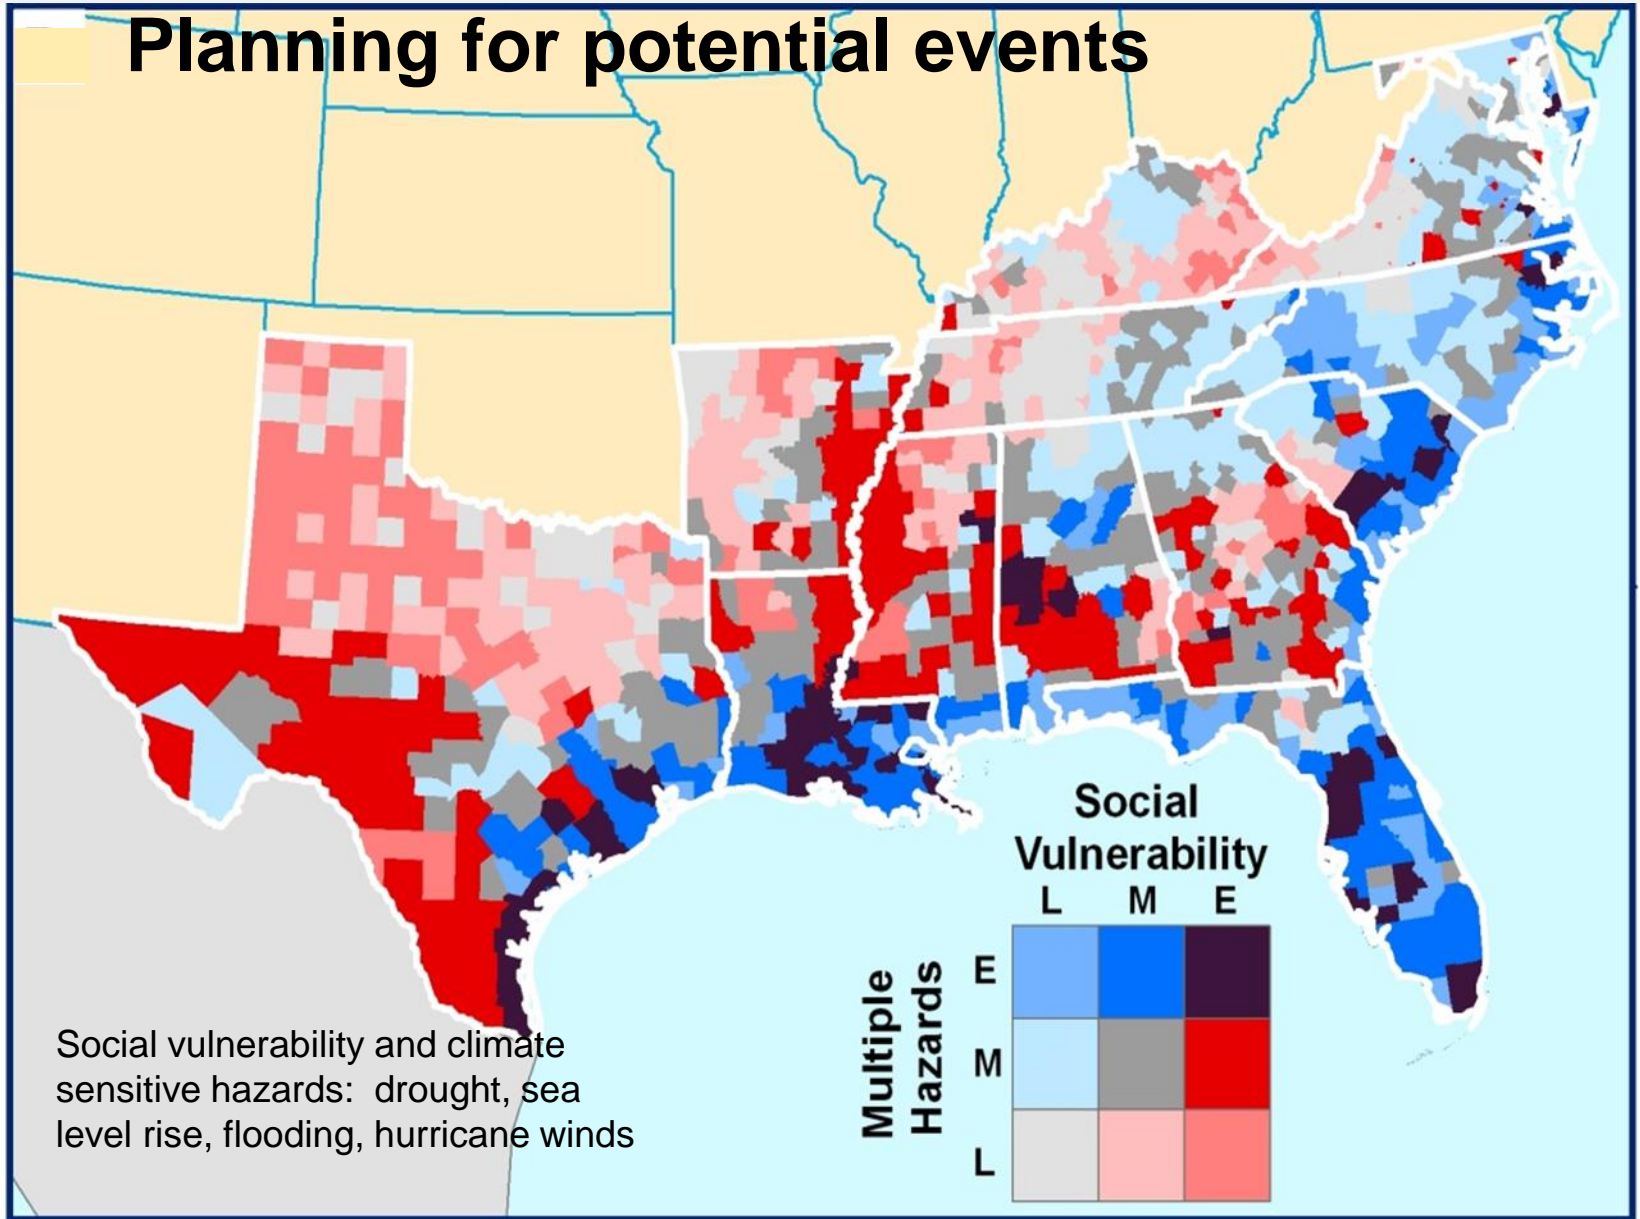 Planning for potential events
Social
Vulnerability
L M E
Multiple
Hazards
E
M
L
Social vulnerability and climate
sensitive hazards: drought, sea
level rise, flooding, hurricane winds